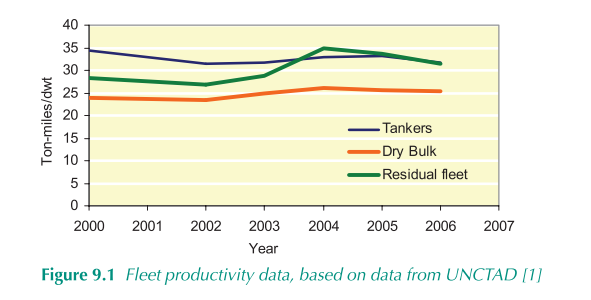 40
35
30
25
20
15
10
5
0
Ton-miles/dwt
Tankers
Dry Bulk
Residual fleet
2000 2001 2002 2003 2004 2005 2006 2007
Year
Figure 9.1 Fleet productivity data, based on data from UNCTAD [1]